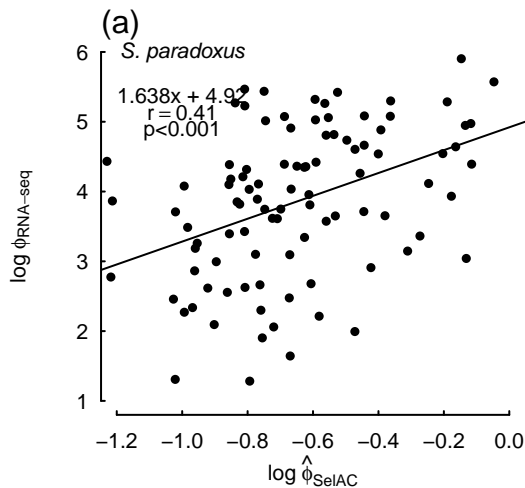 (a)
S. paradoxus
1.638x + 4.92
r = 0.41
p<0.001
6
5
4
3
2
1
log ϕRNA−seq
−1.2 −1.0 −0.8 −0.6 −0.4 −0.2 0.0
log ϕ̂SelAC